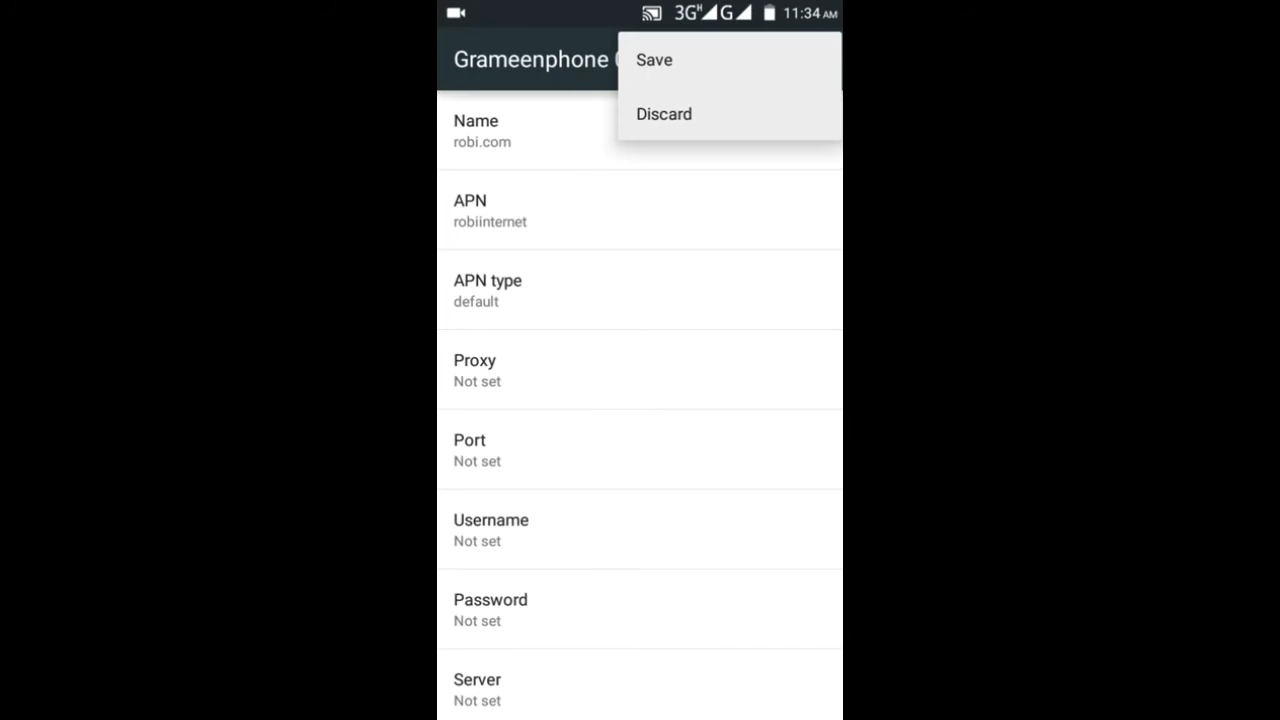 3G H G 11:34 AM
Grameenphone
Save
Discard
Name
robi.com
APN
robiinternet
APN type
default
Proxy
Not set
Port
Not set
Username
Not set
Password
Not set
Server
Not set